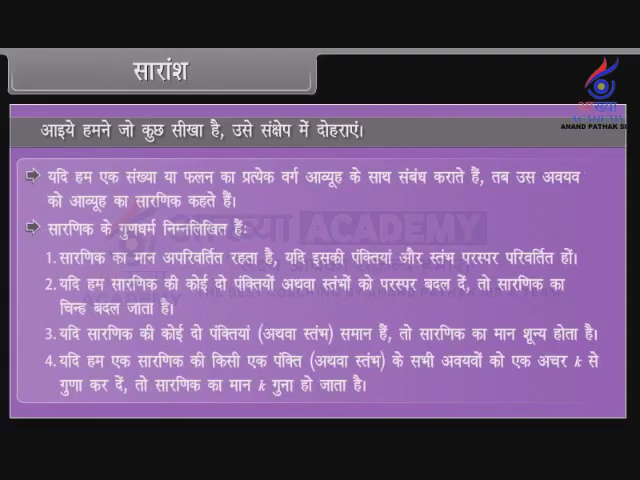 सारांश
आख्या
ACADEMY
ANAND PATHAK
आइये हमने जो कुछ सीखा है, उसे संक्षेप में दोहराएं।
यदि हम एक संख्या या फलन का प्रत्येक वर्ग आव्यूह के साथ संबंध कराते हैं, तब उस अवयव
को आव्यूह का सारणिक कहते हैं।
आख्या ACADEMY
सारणिक के गुणधर्म निम्नलिखित हैंः
1. सारणिक का मान अपरिवर्तित रहता है, यदि इसकी पंक्तियां और स्तंभ परस्पर परिवर्तित हों।
2. यदि हम सारणिक की कोई दो पंक्तियों अथवा स्तंभों को परस्पर बदल दें, तो सारणिक का
चिन्ह बदल जाता है।
3. यदि सारणिक की कोई दो पंक्तियां (अथवा स्तंभ) समान हैं, तो सारणिक का मान शून्य होता है।
4. यदि हम एक सारणिक की किसी एक पंक्ति (अथवा स्तंभ) के सभी अवयवों को एक अचर k से
गुणा कर दें, तो सारणिक का मान k गुना हो जाता है।